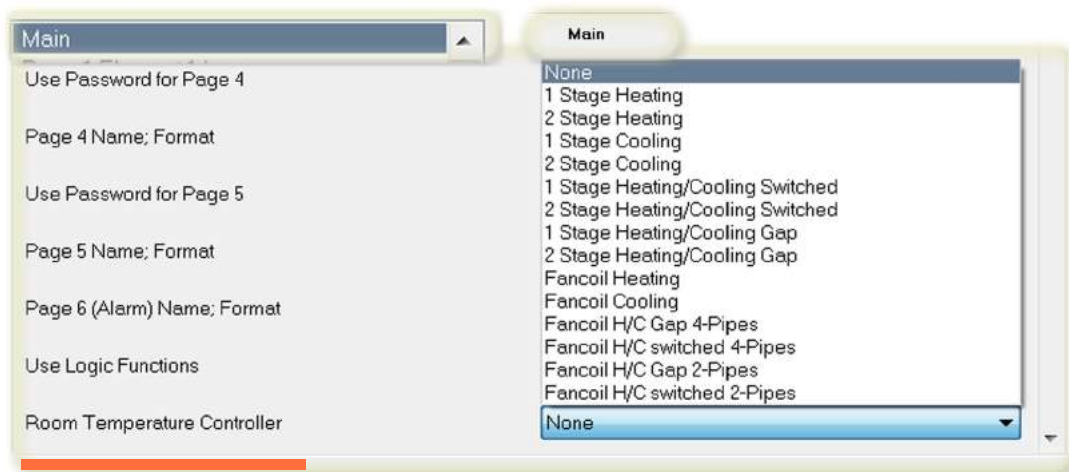 Main
Main
Use Password for Page 4
Page 4 Name; Format
Use Password for Page 5
Page 5 Name; Format
Page 6 (Alarm) Name; Format
Use Logic Functions
Room Temperature Controller
None
1 Stage Heating
2 Stage Heating
1 Stage Cooling
2 Stage Cooling
1 Stage Heating/Cooling Switched
2 Stage Heating/Cooling Switched
1 Stage Heating/Cooling Gap
2 Stage Heating/Cooling Gap
Fancoil Heating
Fancoil Cooling
Fancoil H/C Gap 4-Pipes
Fancoil H/C switched 4-Pipes
Fancoil H/C Gap 2-Pipes
Fancoil H/C switched 2-Pipes
None